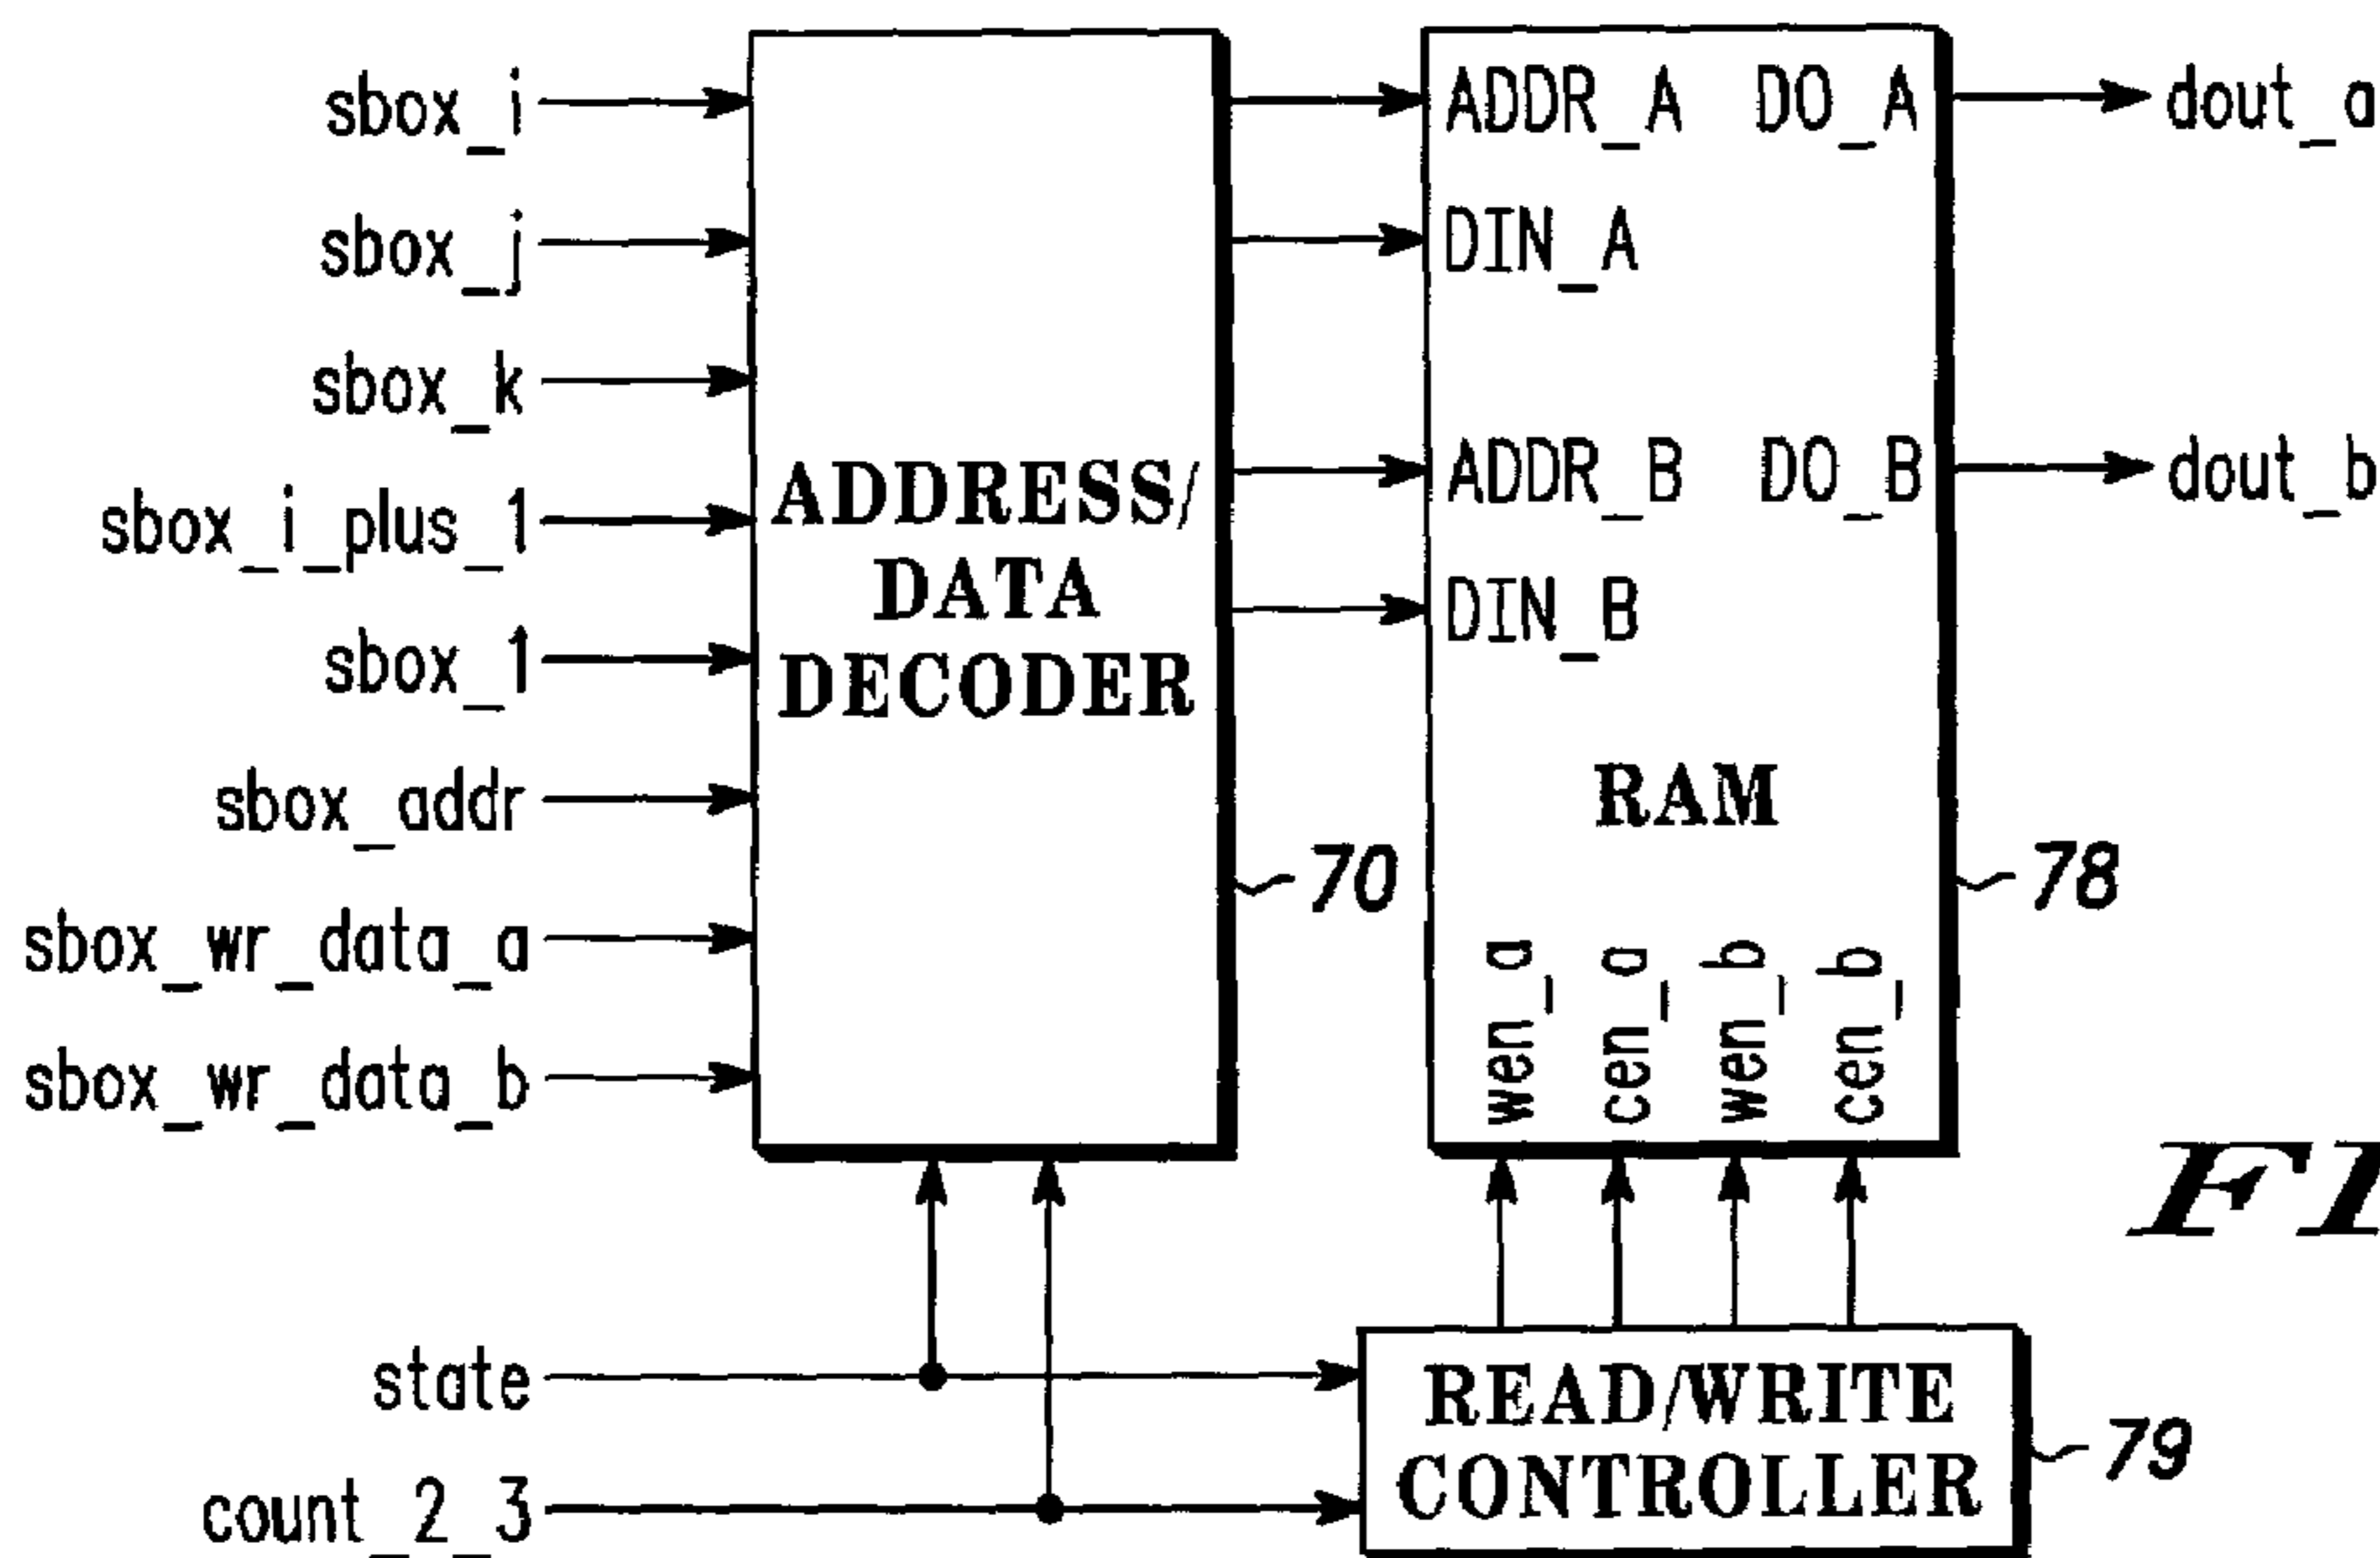 sbox_i
sbox_j
sbox_k
sbox_i_plus_1
sbox_1
sbox_addr
sbox_wr_data_a
sbox_wr_data_b
state
count_2_3
ADDRESS/
DATA
DECODER
70
ADDR_A DO_A
DIN_A
ADDR_B DO_B
DIN_B
RAM
78
wen_a
cen_a
wen_b
cen_b
dout_a
dout_b
READ/WRITE
CONTROLLER
79